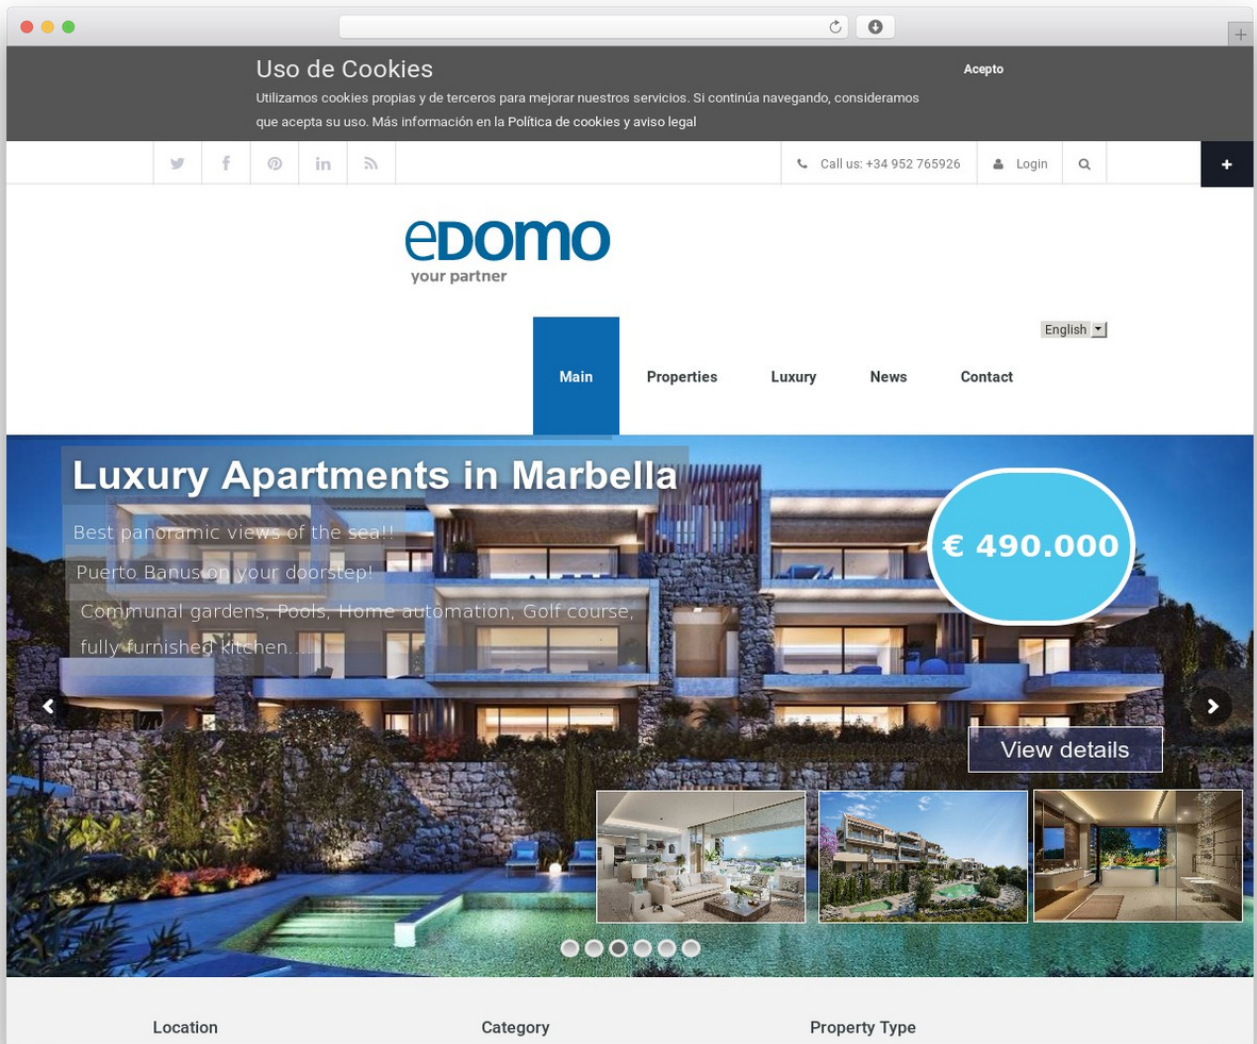 Uso de Cookies
Acepto
Utilizamos cookies propias y de terceros para mejorar nuestros servicios. Si continúa navegando, consideramos
que acepta su uso. Más información en la Política de cookies y aviso legal
Call us: +34 952 765926
Login
eDOMO
your partner
English
Main
Properties
Luxury
News
Contact
Luxury Apartments in Marbella
Best panoramic views of the sea!!
€ 490.000
Puerto Banus on your doorstep!
Communal gardens, Pools, Home automation, Golf course,
fully furnished kitchen....
View details
Location
Category
Property Type